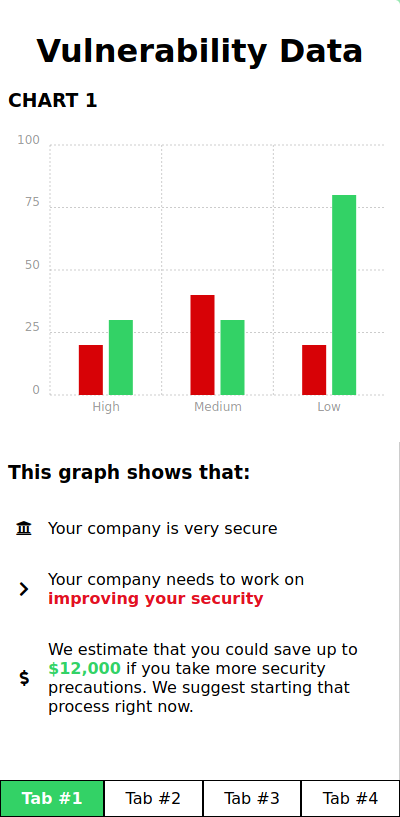 Vulnerability Data
CHART 1
100
75
50
25
0
High Medium Low
This graph shows that:
Your company is very secure
Your company needs to work on
improving your security
We estimate that you could save up to
$12,000 if you take more security
precautions. We suggest starting that
process right now.
Tab #1 Tab #2 Tab #3 Tab #4